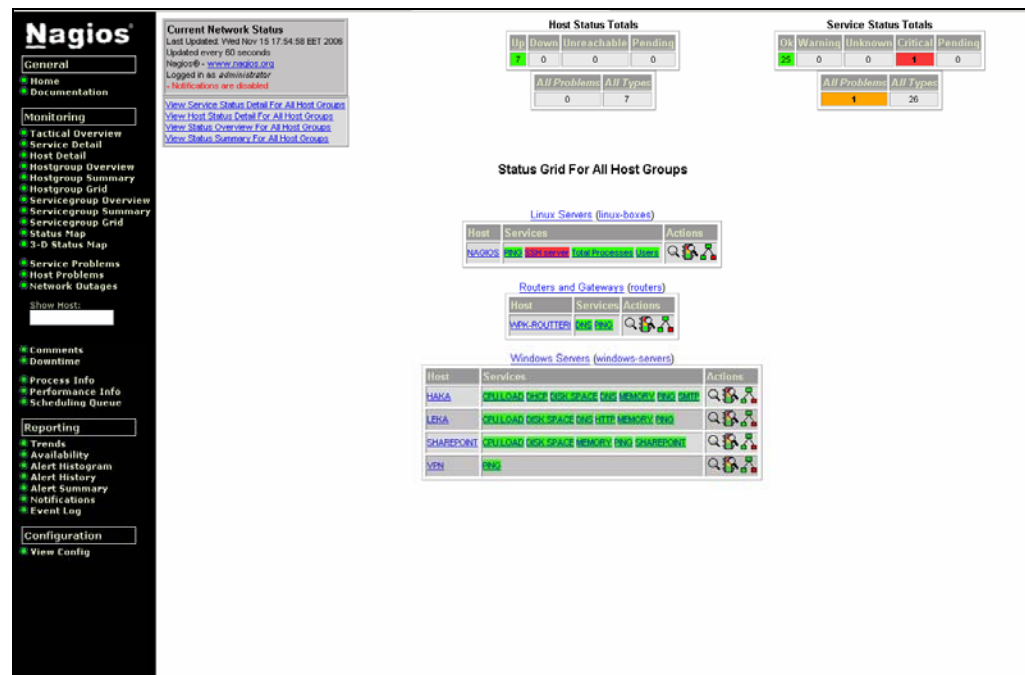 Nagios®
General
Home
Documentation
Monitoring
Tactical Overview
Service Detail
Host Detail
Hostgroup Overview
Hostgroup Summary
Hostgroup Grid
Servicegroup Overview
Servicegroup Summary
Servicegroup Grid
Status Map
3-D Status Map
Service Problems
Host Problems
Network Outages
Show Host:
Comments
Downtime
Process Info
Performance Info
Scheduling Queue
Reporting
Trends
Availability
Alert Histogram
Alert History
Alert Summary
Notifications
Event Log
Configuration
View Config
Current Network Status
Last Updated: Wed Nov 15 17:54:58 EET 2006
Updated every 60 seconds
Nagios® - www.nagios.org
Logged in as administrator
- Notifications are disabled
View Service Status Detail For All Host Groups
View Host Status Detail For All Host Groups
View Status Overview For All Host Groups
View Status Summary For All Host Groups
Host Status Totals
Up Down Unreachable Pending
7 0 0 0
All Problems All Types
0 7
Service Status Totals
Ok Warning Unknown Critical Pending
25 0 0 1 0
All Problems All Types
1 26
Status Grid For All Host Groups
Linux Servers (linux-boxes)
Host Services Actions
NAGIOS PING SSH server Total Processes Users
Routers and Gateways (routers)
Host Services Actions
WPK-ROUTTERI DNS PING
Windows Servers (windows-servers)
Host Services Actions
HAKA CPU LOAD DHCP DISK SPACE DNS MEMORY PING SMTP
LEKA CPU LOAD DISK SPACE DNS HTTP MEMORY PING
SHAREPOINT CPU LOAD DISK SPACE MEMORY PING SHAREPOINT
VPN PING